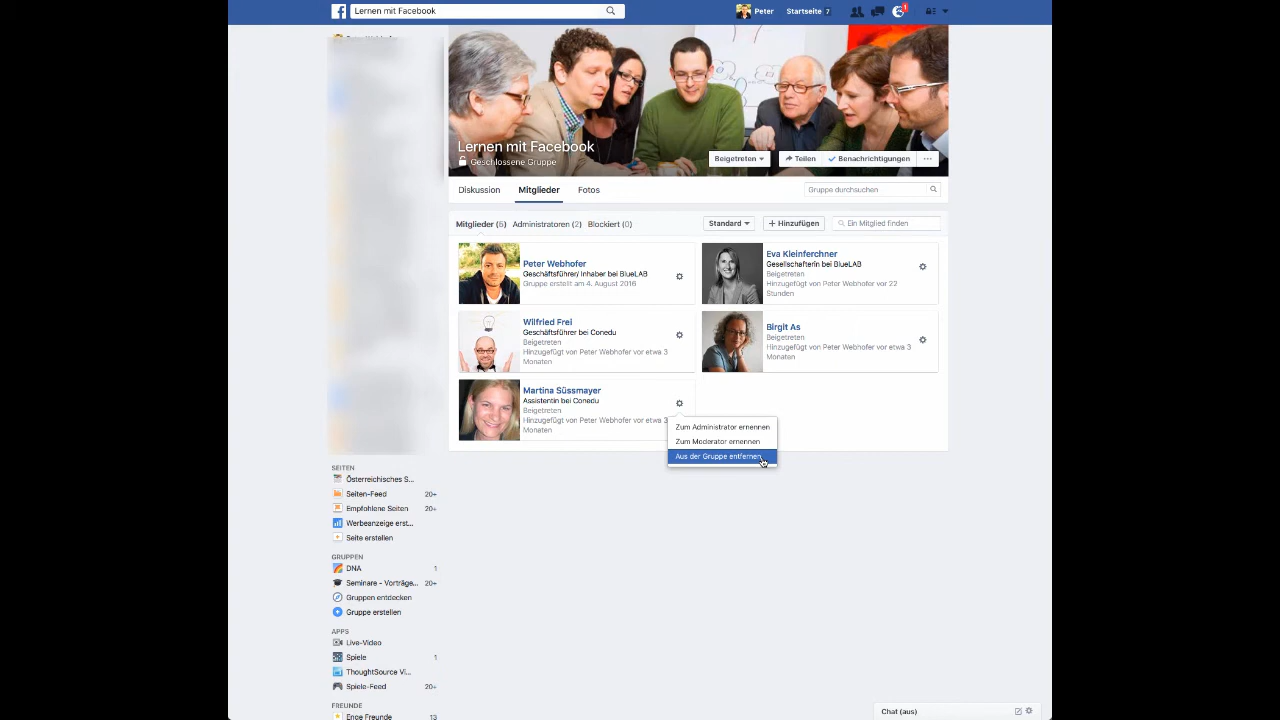 Lernen mit Facebook
Peter
Startseite 7
1
Lernen mit Facebook
Geschlossene Gruppe
Beigetreten
Teilen
Benachrichtigungen
Diskussion
Mitglieder
Fotos
Gruppe durchsuchen
Mitglieder (5)
Administratoren (2)
Blockiert (0)
Standard
+ Hinzufügen
Ein Mitglied finden
Peter Webhofer
Geschäftsführer/ Inhaber bei BlueLAB
Gruppe erstellt am 4. August 2016
Eva Kleinferchner
Gesellschafterin bei BlueLAB
Beigetreten
Hinzugefügt von Peter Webhofer vor 22
Stunden
Wilfried Frei
Geschäftsführer bei Conedu
Beigetreten
Hinzugefügt von Peter Webhofer vor etwa 3
Monaten
Birgit As
Beigetreten
Hinzugefügt von Peter Webhofer vor etwa 3
Monaten
Martina Süssmayer
Assistentin bei Conedu
Beigetreten
Hinzugefügt von Peter Webhofer vor etwa 3
Monaten
Zum Administrator ernennen
Zum Moderator ernennen
Aus der Gruppe entfernen
SEITEN
Österreichisches S...
Seiten-Feed 20+
Empfohlene Seiten 20+
Werbeanzeige erst...
Seite erstellen
GRUPPEN
DNA 1
Seminare - Vorträge... 20+
Gruppen entdecken
Gruppe erstellen
APPS
Live-Video
Spiele 1
ThoughtSource Vi...
Spiele-Feed 20+
FREUNDE
Enge Freunde 13
Chat (aus)